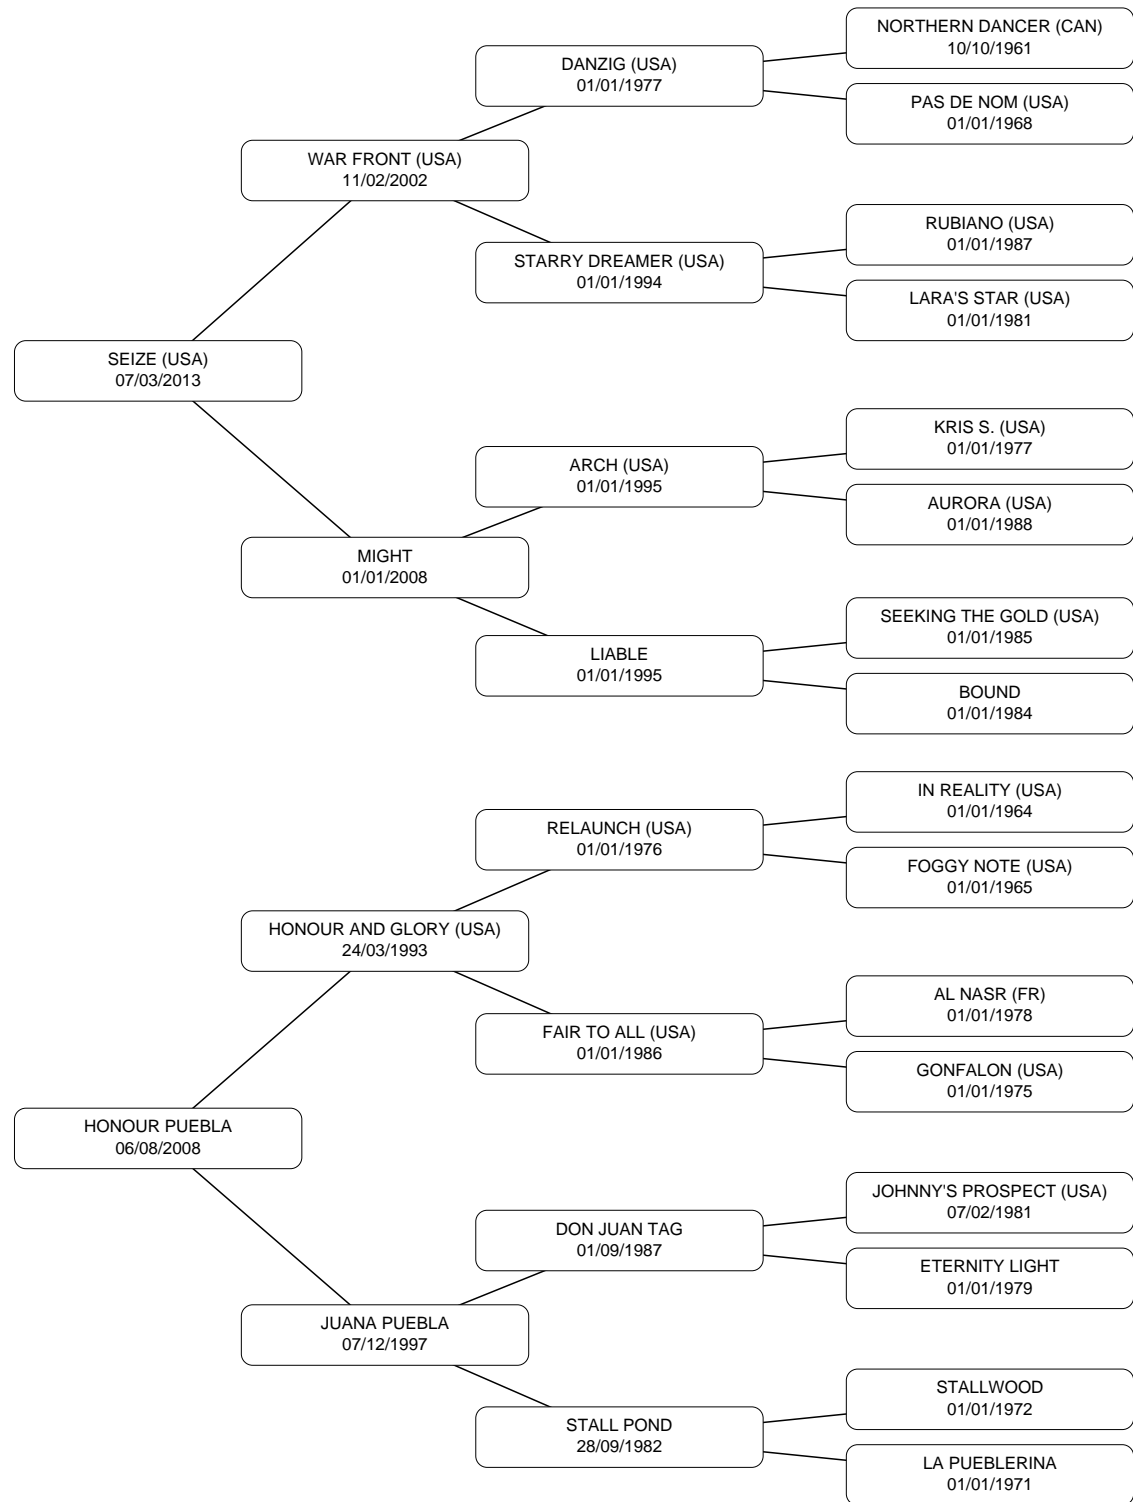 NORTHERN DANCER (CAN)
10/10/1961
DANZIG (USA)
01/01/1977
PAS DE NOM (USA)
01/01/1968
WAR FRONT (USA)
11/02/2002
RUBIANO (USA)
01/01/1987
STARRY DREAMER (USA)
01/01/1994
LARA'S STAR (USA)
01/01/1981
SEIZE (USA)
07/03/2013
KRIS S. (USA)
01/01/1977
ARCH (USA)
01/01/1995
AURORA (USA)
01/01/1988
MIGHT
01/01/2008
SEEKING THE GOLD (USA)
01/01/1985
LIABLE
01/01/1995
BOUND
01/01/1984
IN REALITY (USA)
01/01/1964
RELAUNCH (USA)
01/01/1976
FOGGY NOTE (USA)
01/01/1965
HONOUR AND GLORY (USA)
24/03/1993
AL NASR (FR)
01/01/1978
FAIR TO ALL (USA)
01/01/1986
GONFALON (USA)
01/01/1975
HONOUR PUEBLA
06/08/2008
JOHNNY'S PROSPECT (USA)
07/02/1981
DON JUAN TAG
01/09/1987
ETERNITY LIGHT
01/01/1979
JUANA PUEBLA
07/12/1997
STALLWOOD
01/01/1972
STALL POND
28/09/1982
LA PUEBLERINA
01/01/1971